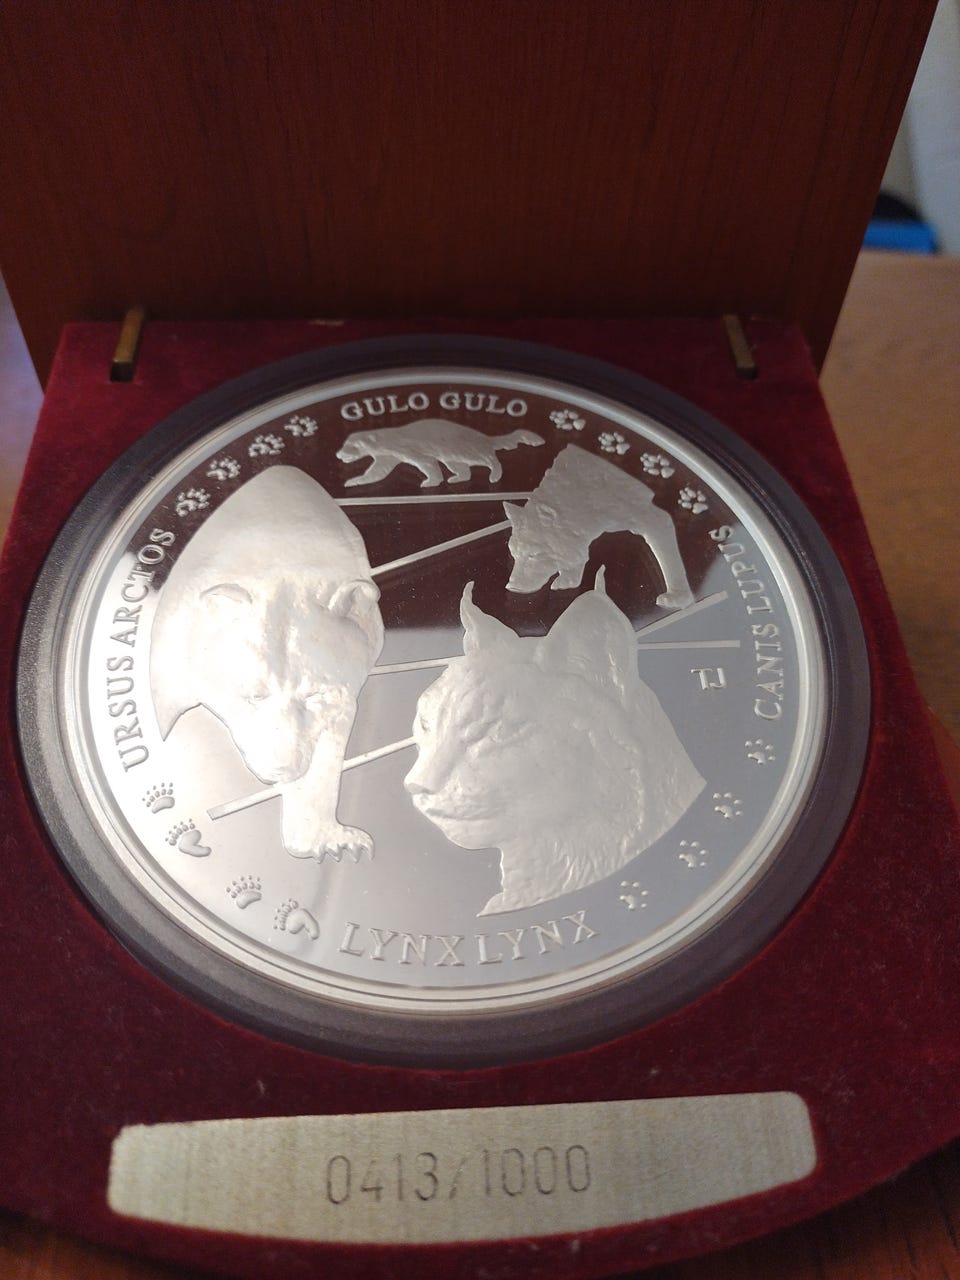 GULO GULO
URSUS ARCTOS
CANIS LUPUS
LYNX LYNX
0413/1000